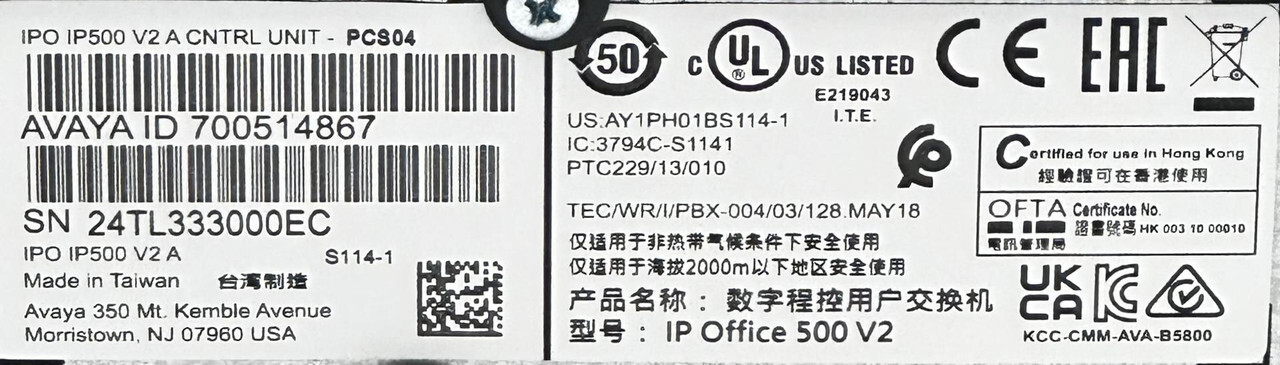 IPO IP500 V2 A CNTRL UNIT - PCS04
AVAYA ID 700514867
SN 24TL333000EC
IPO IP500 V2 A S114-1
Made in Taiwan 台湾制造
Avaya 350 Mt. Kemble Avenue
Morristown, NJ 07960 USA
50
C UL ® US LISTED
E219043
I.T.E.
CE
EAC
US:AY1PH01BS114-1
IC:3794C-S1141
PTC229/13/010
TEC/WR/I/PBX-004/03/128.MAY18
仅适用于非热带气候条件下安全使用
仅适用于海拔2000m以下地区安全使用
产品名称：数字程控用户交换机
型号：IP Office 500 V2
Certified for use in Hong Kong
經驗證可在香港使用
OFTA Certificate No.
電訊管理局 認書號碼 HK 003 10 00010
UK
CA
KCC-CMM-AVA-B5800